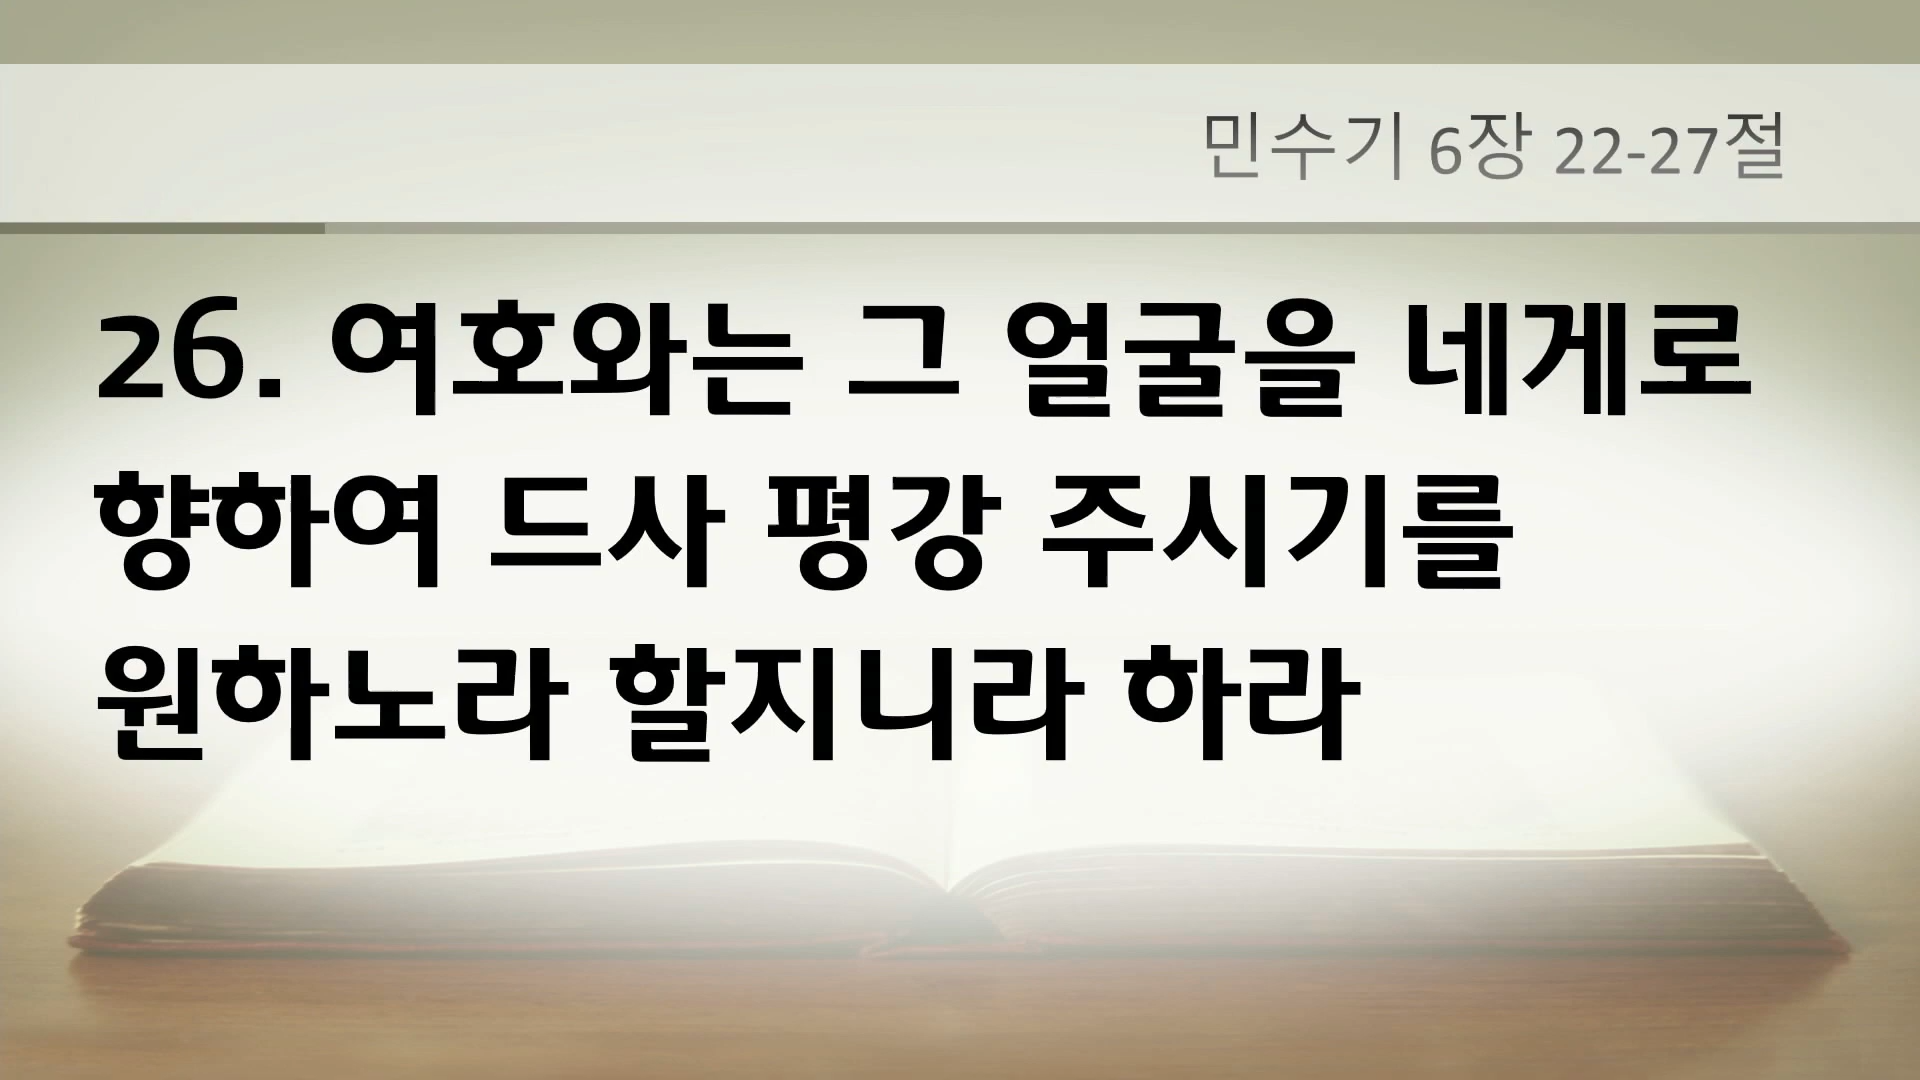 민수기 6장 22-27절
26. 여호와는 그 얼굴을 네게로
향하여 드사 평강 주시기를
원하노라 할지니라 하라